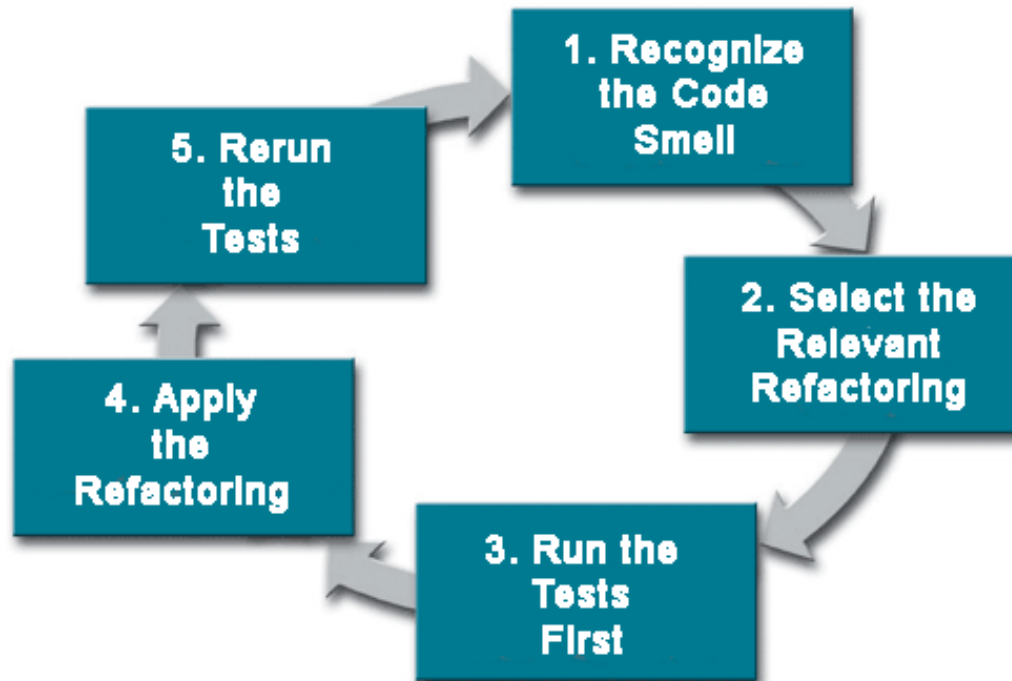 1. Recognize
the Code
Smell
2. Select the
Relevant
Refactoring
3. Run the
Tests
First
4. Apply
the
Refactoring
5. Rerun
the
Tests